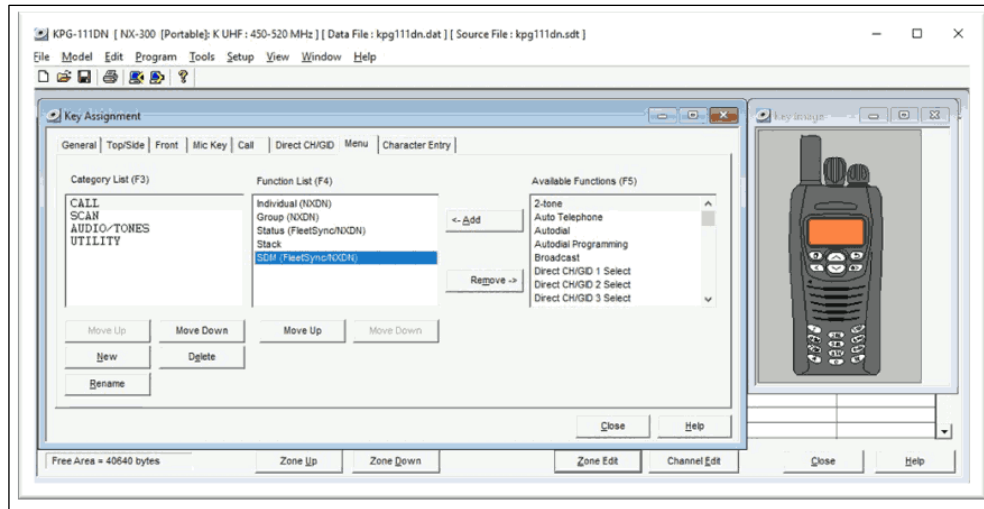 KPG-111DN [ NX-300 [Portable]: K UHF : 450-520 MHz ] [ Data File : kpg111dn.dat ] [ Source File : kpg111dn.sdt ]
File Model Edit Program Tools Setup View Window Help
Key Assignment
Key Image
General Top/Side Front Mic Key Call Direct CH/GID Menu Character Entry
Category List (F3)
Function List (F4)
Available Functions (F5)
CALL
SCAN
AUDIO/TONES
UTILITY
Individual (NXDN)
Group (NXDN)
Status (FleetSync/NXDN)
Stack
SDM (FleetSync/NXDN)
<- Add
Remove ->
2-tone
Auto Telephone
Autodial
Autodial Programming
Broadcast
Direct CH/GID 1 Select
Direct CH/GID 2 Select
Direct CH/GID 3 Select
Move Up Move Down Move Up Move Down
New Delete
Rename
Close Help
Free Area = 40640 bytes Zone Up Zone Down Zone Edit Channel Edit Close Help